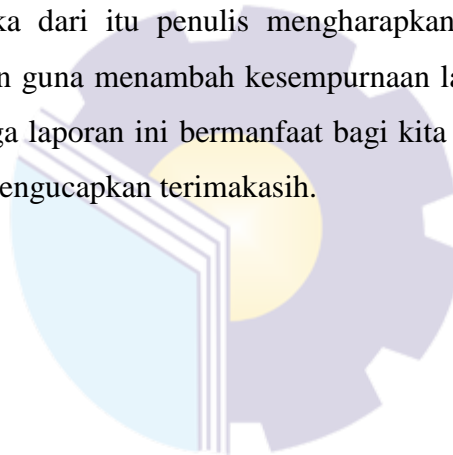 ka dari itu penulis mengharapkan
n guna menambah kesempurnaan la
ga laporan ini bermanfaat bagi kita
engucapkan terimakasih.